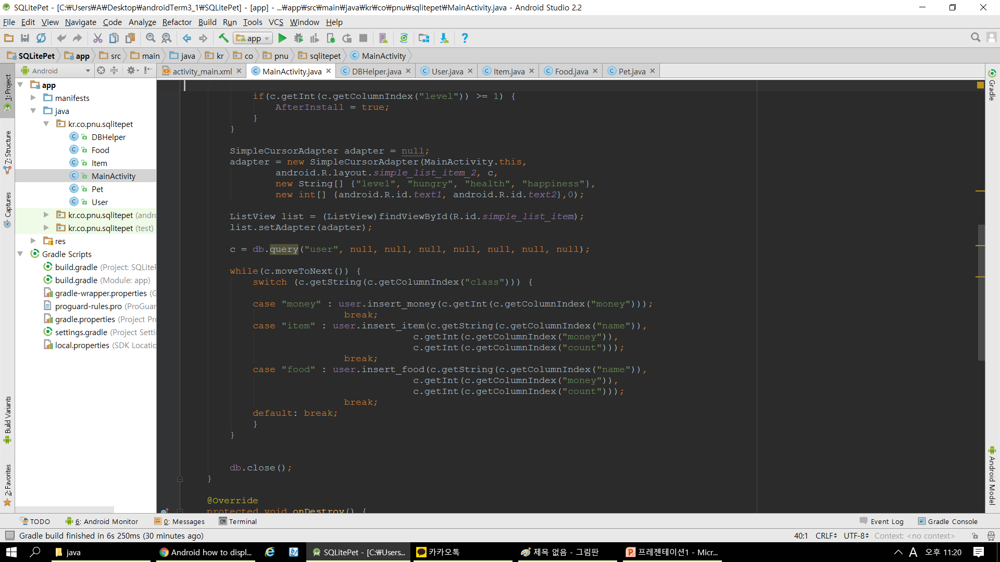 SQLitePet - [C:₩Users₩A₩Desktop₩androidTerm3_1₩SQLitePet] - [app] - ...₩app₩src₩main₩java₩kr₩co₩pnu₩sqlitepet₩MainActivity.java - Android Studio 2.2
File Edit View Navigate Code Analyze Refactor Build Run Tools VCS Window Help
app
SQLitePet app src main java kr co pnu sqlitepet MainActivity
Android
activity_main.xml MainActivity.java DBHelper.java User.java Item.java Food.java Pet.java
1: Project
7: Structure
Captures
Build Variants
2: Favorites
app
manifests
java
kr.co.pnu.sqlitepet
DBHelper
Food
Item
MainActivity
Pet
User
kr.co.pnu.sqlitepet (andro
kr.co.pnu.sqlitepet (test)
res
Gradle Scripts
build.gradle (Project: SQLiteP
build.gradle (Module: app)
gradle-wrapper.properties (G
proguard-rules.pro (ProGuar
gradle.properties (Project Pro
settings.gradle (Project Setti
local.properties (SDK Locatio
if(c.getInt(c.getColumnIndex("level")) >= 1) {
AfterInstall = true;
}
}
SimpleCursorAdapter adapter = null;
adapter = new SimpleCursorAdapter(MainActivity.this,
android.R.layout.simple_list_item_2, c,
new String[] {"level", "hungry", "health", "happiness"},
new int[] {android.R.id.text1, android.R.id.text2},0);
ListView list = (ListView)findViewById(R.id.simple_list_item);
list.setAdapter(adapter);
c = db.query("user", null, null, null, null, null, null, null);
while(c.moveToNext()) {
switch (c.getString(c.getColumnIndex("class"))) {
case "money" : user.insert_money(c.getInt(c.getColumnIndex("money")));
break;
case "item" : user.insert_item(c.getString(c.getColumnIndex("name")),
c.getInt(c.getColumnIndex("money")),
c.getInt(c.getColumnIndex("count")));
break;
case "food" : user.insert_food(c.getString(c.getColumnIndex("name")),
c.getInt(c.getColumnIndex("money")),
c.getInt(c.getColumnIndex("count")));
break;
default: break;
}
}
db.close();
}
@Override
protected void onDestroy() {
Gradle
Android Model
TODO 6: Android Monitor 0: Messages Terminal Event Log Gradle Console
Gradle build finished in 6s 250ms (30 minutes ago) 40:1 CRLF UTF-8 Context: <no context>
java Android how to displ... SQLitePet - [C:₩Users... 카카오톡 제목 없음 - 그림판 프레젠테이션1 - Micr... A 오후 11:20